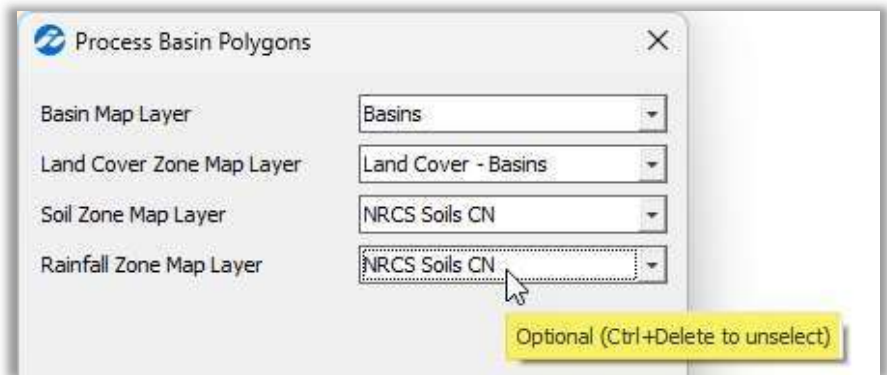 Process Basin Polygons
Basin Map Layer Basins
Land Cover Zone Map Layer Land Cover - Basins
Soil Zone Map Layer NRCS Soils CN
Rainfall Zone Map Layer NRCS Soils CN
Optional (Ctrl+Delete to unselect)